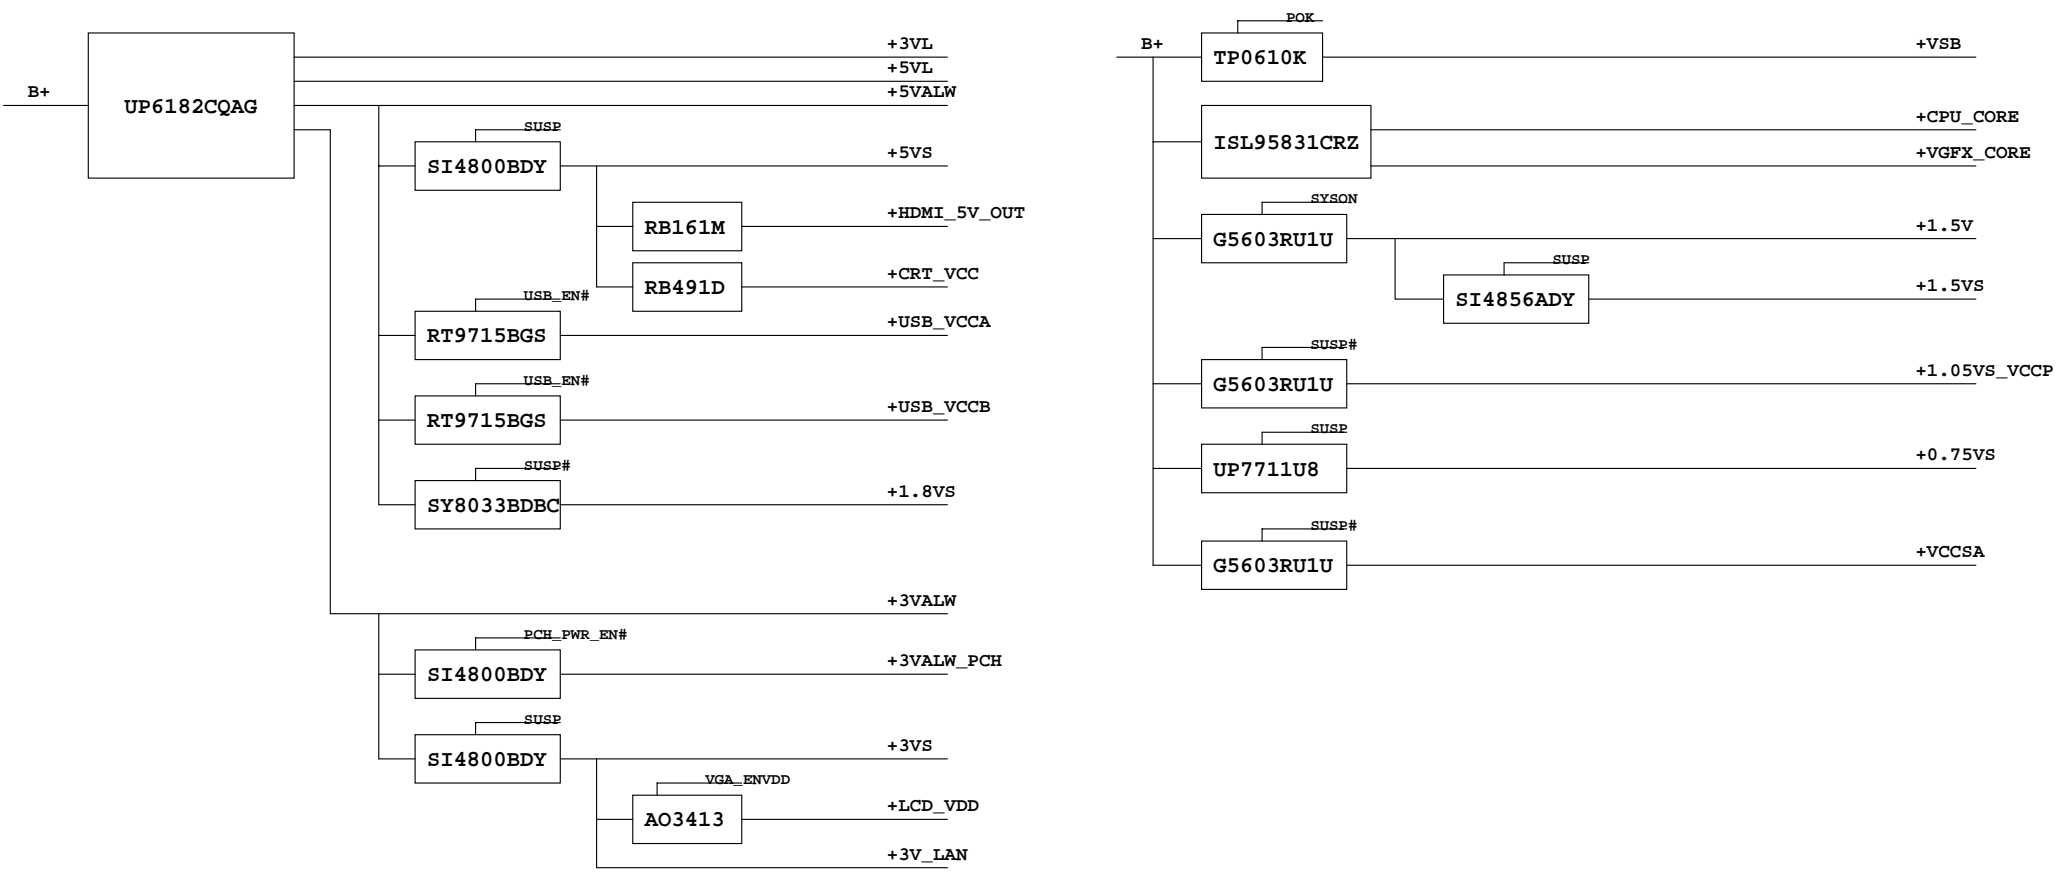 +3VL
+5VL
B+
UP6182CQAG
+5VALW
SUSP
SI4800BDY
+5VS
RB161M
+HDMI_5V_OUT
RB491D
+CRT_VCC
USB_EN#
RT9715BGS
+USB_VCCA
USB_EN#
RT9715BGS
+USB_VCCB
SUSP#
SY8033BDBC
+1.8VS
+3VALW
PCH_PWR_EN#
SI4800BDY
+3VALW_PCH
SUSP
SI4800BDY
+3VS
VGA_ENVDD
AO3413
+LCD_VDD
+3V_LAN
POK
B+
TP0610K
+VSB
ISL95831CRZ
+CPU_CORE
+VGFX_CORE
SYSON
G5603RU1U
+1.5V
SUSP
SI4856ADY
+1.5VS
SUSP#
G5603RU1U
+1.05VS_VCCP
SUSP
UP7711U8
+0.75VS
SUSP#
G5603RU1U
+VCCSA